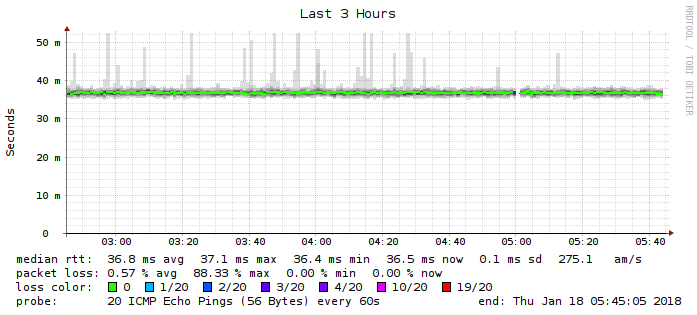 Last 3 Hours
RRDTOOL / TOBI OETIKER
Seconds
50 m
40 m
30 m
20 m
10 m
0
03:00 03:20 03:40 04:00 04:20 04:40 05:00 05:20 05:40
median rtt: 36.8 ms avg 37.1 ms max 36.4 ms min 36.5 ms now 0.1 ms sd 275.1 am/s
packet loss: 0.57 % avg 88.33 % max 0.00 % min 0.00 % now
loss color: 0 1/20 2/20 3/20 4/20 10/20 19/20
probe: 20 ICMP Echo Pings (56 Bytes) every 60s end: Thu Jan 18 05:45:05 2018